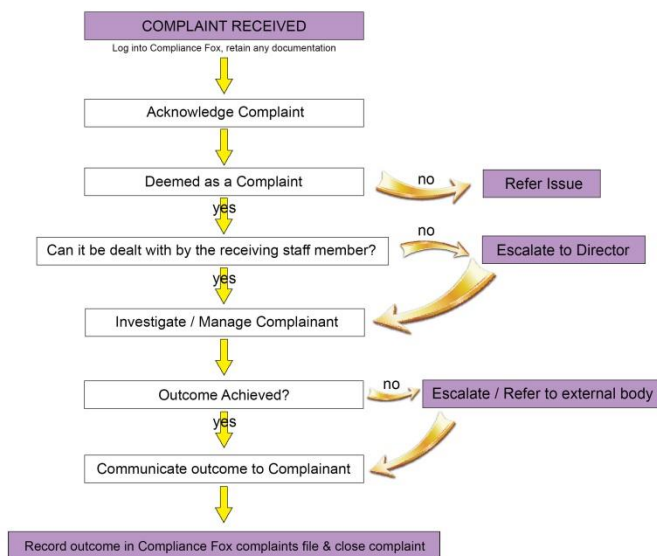 COMPLAINT RECEIVED
Log into Compliance Fox, retain any documentation
Acknowledge Complaint
Deemed as a Complaint
no
Refer Issue
yes
Can it be dealt with by the receiving staff member?
no
Escalate to Director
yes
Investigate / Manage Complainant
Outcome Achieved?
no
Escalate / Refer to external body
yes
Communicate outcome to Complainant
Record outcome in Compliance Fox complaints file & close complaint